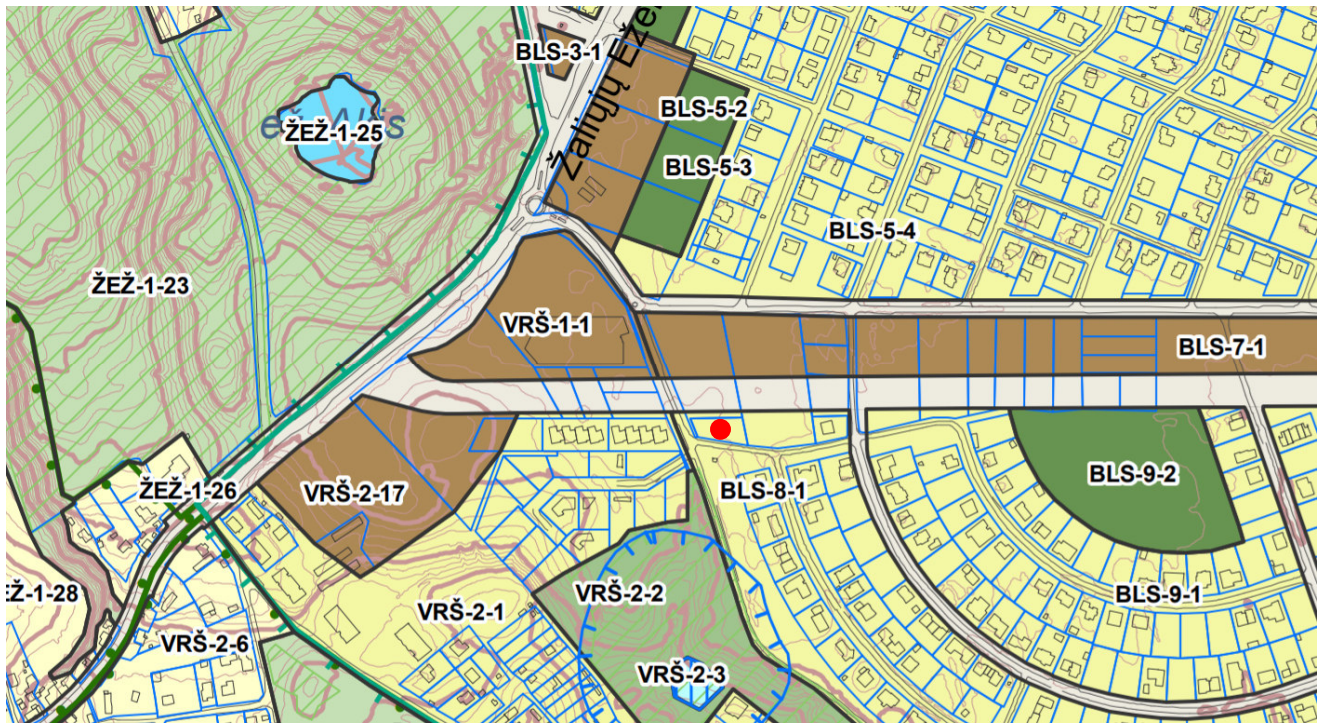 BLS-3-1
Žaliųjų Ežer
BLS-5-2
ŽEŽ-1-25
BLS-5-3
BLS-5-4
ŽEŽ-1-23
VRŠ-1-1
BLS-7-1
BLS-9-2
ŽEŽ-1-26
VRŠ-2-17
BLS-8-1
EŽ-1-28
VRŠ-2-2
BLS-9-1
VRŠ-2-1
VRŠ-2-6
VRŠ-2-3